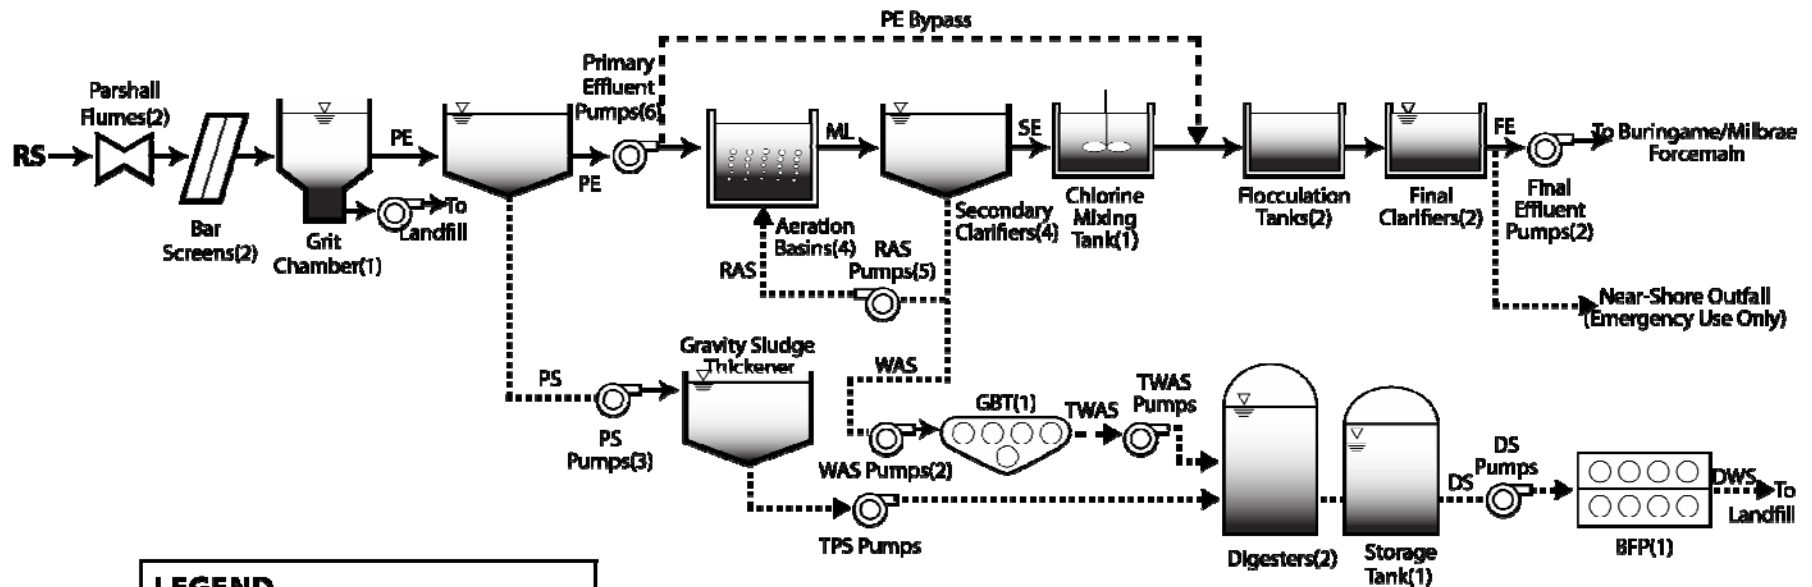 PE Bypass
Primary
Effluent
Pumps(6)
Parshall
Flumes(2)
RS
PE
PE
ML
SE
FE
To Buringame/Milbrae
Forcemain
Bar
Screens(2)
Grit
Chamber(1)
To
Landfill
Aeration
Basins(4)
Secondary
Clarifiers(4)
Chlorine
Mixing
Tank(1)
Flocculation
Tanks(2)
Final
Clarifiers(2)
Final
Effluent
Pumps(2)
RAS
RAS
Pumps(5)
Near-Shore Outfall
(Emergency Use Only)
Gravity Sludge
Thickener
PS
PS
Pumps(3)
WAS
WAS Pumps(2)
GBT(1)
TWAS
TWAS
Pumps
TPS Pumps
Digesters(2)
Storage
Tank(1)
DS
DS
Pumps
BFP(1)
DWS
To
Landfill
LEGEND